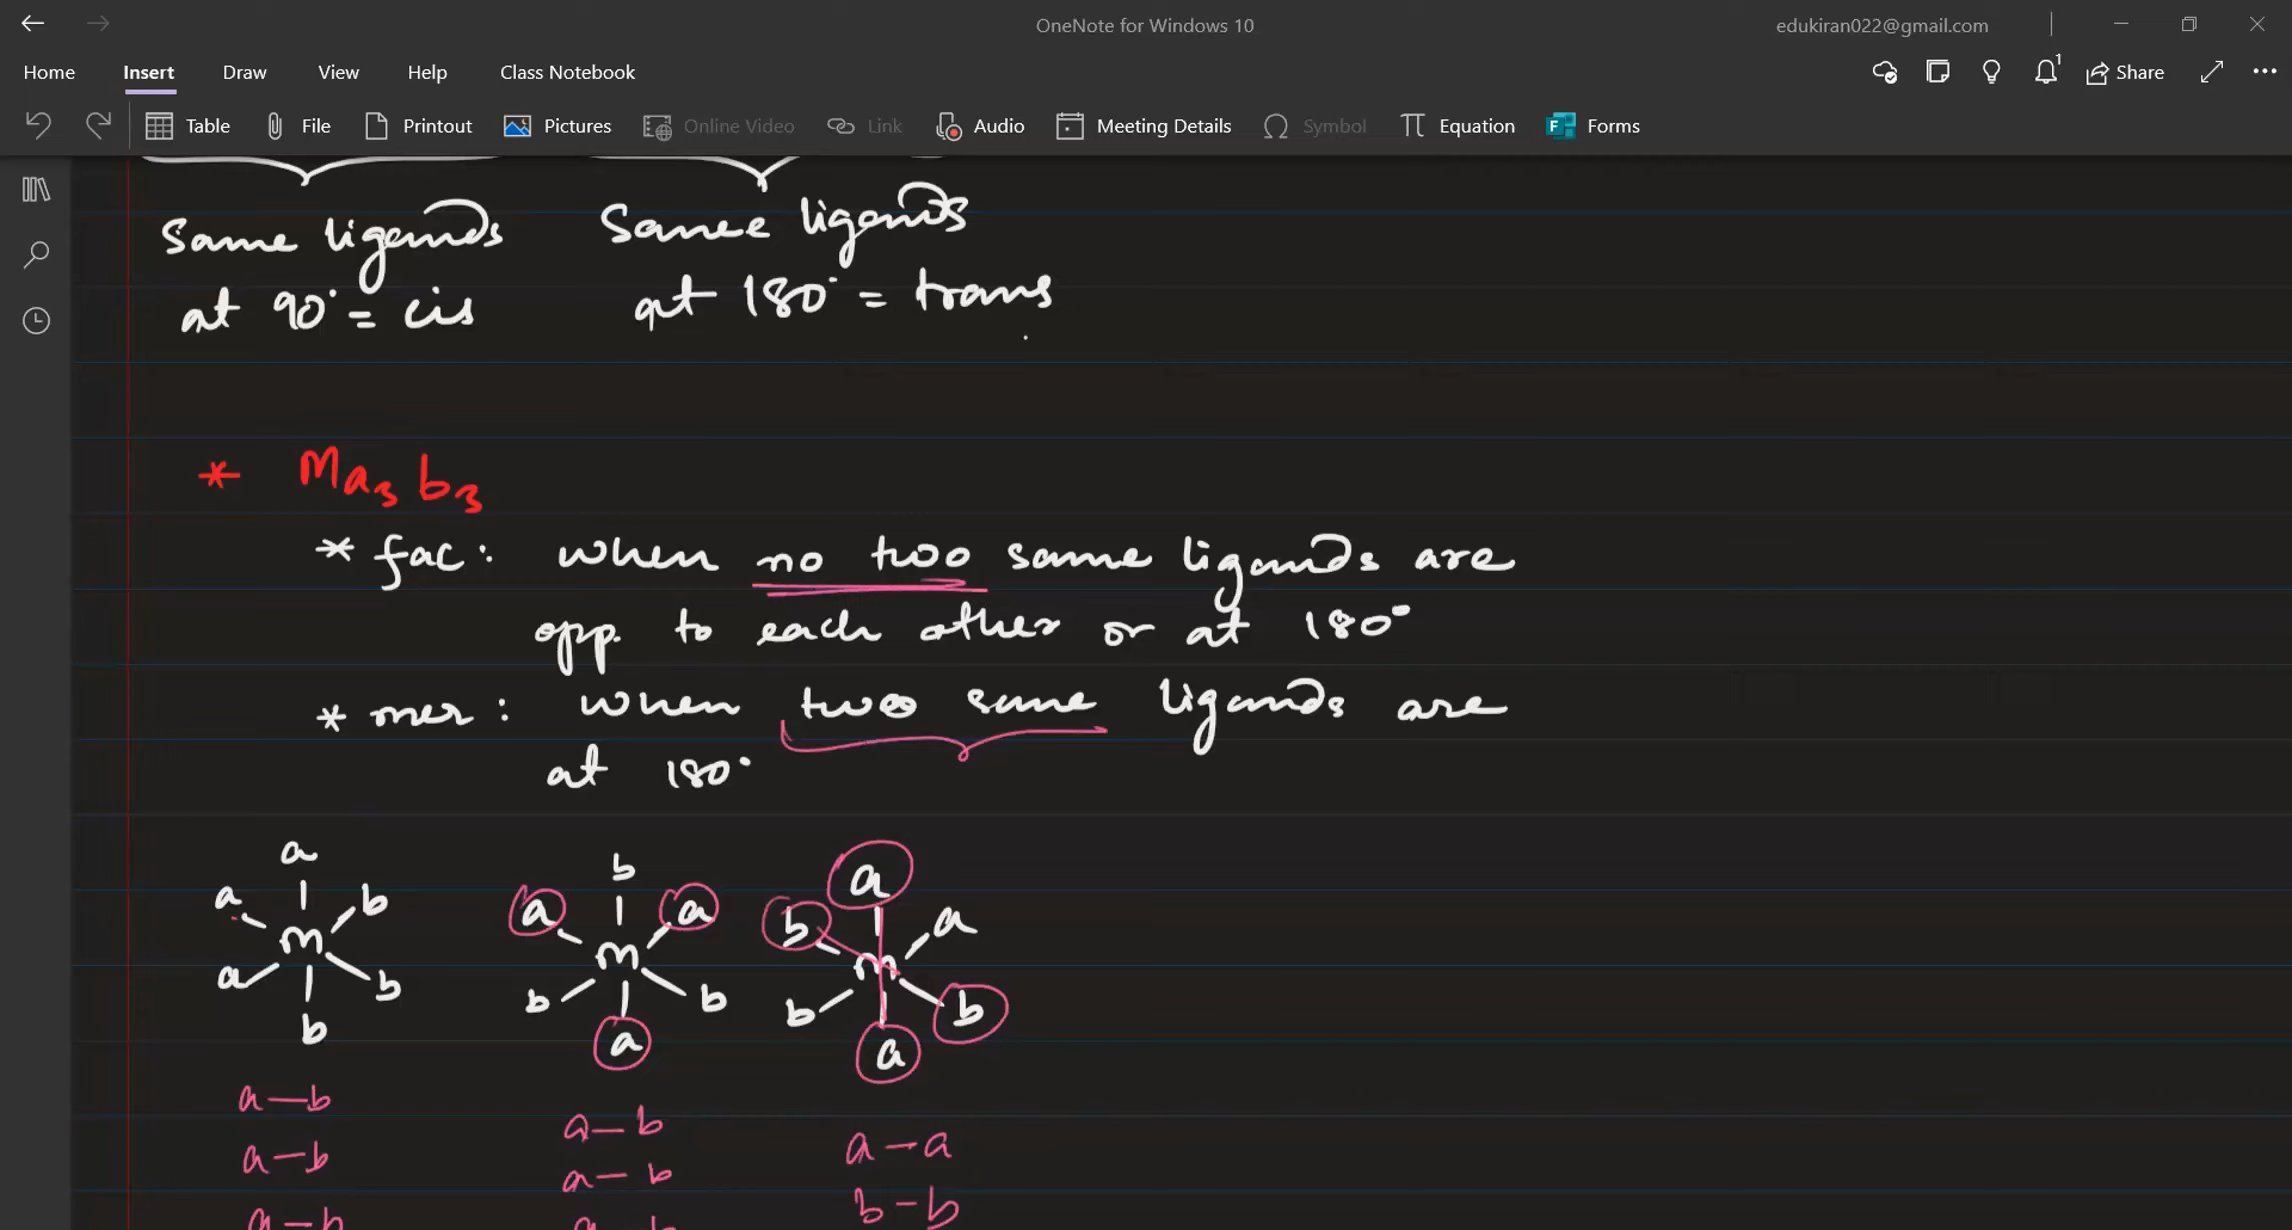 OneNote for Windows 10
edukiran022@gmail.com
Home Insert Draw View Help Class Notebook
1
Share
Table File Printout Pictures Online Video Link Audio Meeting Details Symbol Equation Forms
Same ligands
at 90° = cis
Samee ligands
at 180° = trans
* Ma3 b3
* fac: when no two same ligands are
opp. to each other or at 180°
* mer: when two same ligands are
at 180°
a
a b
M
a b
b
b
a a
M
b b
a
a
b a
M
b b
a
a — b
a — b
a — b
a — b
a — b
a — b
a — a
b — b